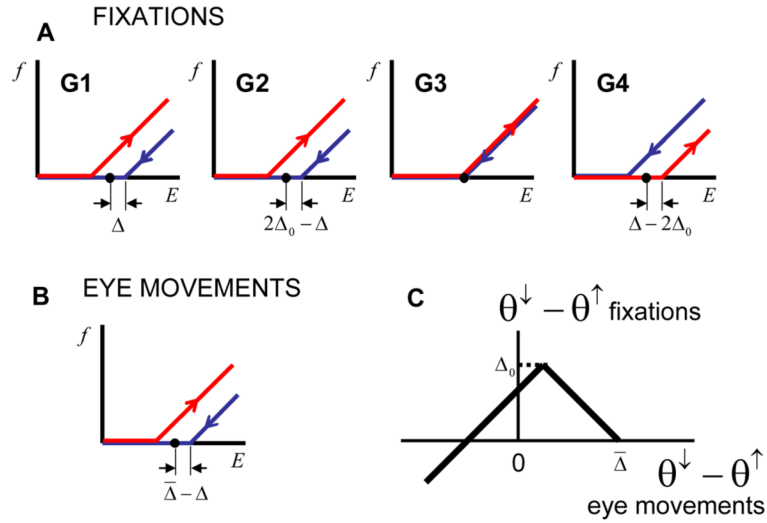 FIXATIONS
A
f G1 f G2 f G3 f G4
E E E E
Δ 2Δ₀ − Δ Δ − 2Δ₀
B EYE MOVEMENTS
f
E
Δ̅ − Δ
C
θ↓ − θ↑ fixations
Δ₀
0 Δ̅ θ↓ − θ↑
eye movements